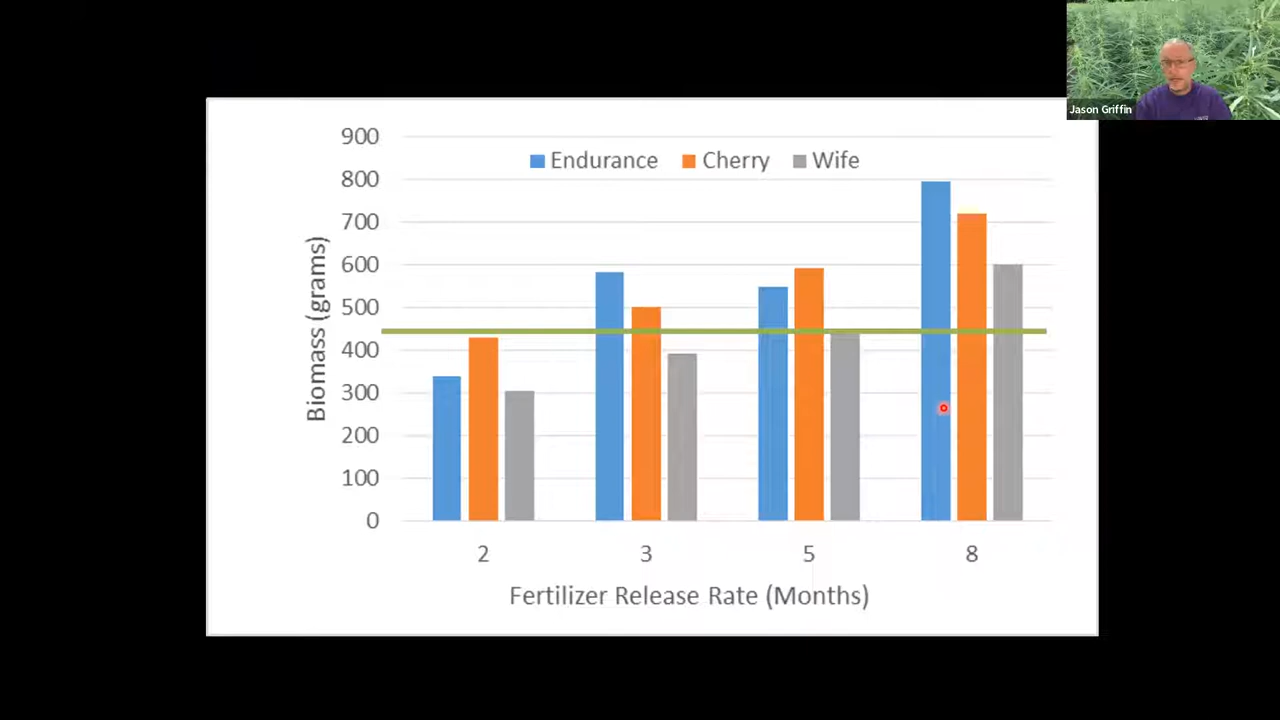 Jason Griffin
900
Endurance Cherry Wife
800
700
600
500
400
300
200
100
0
Biomass (grams)
2 3 5 8
Fertilizer Release Rate (Months)